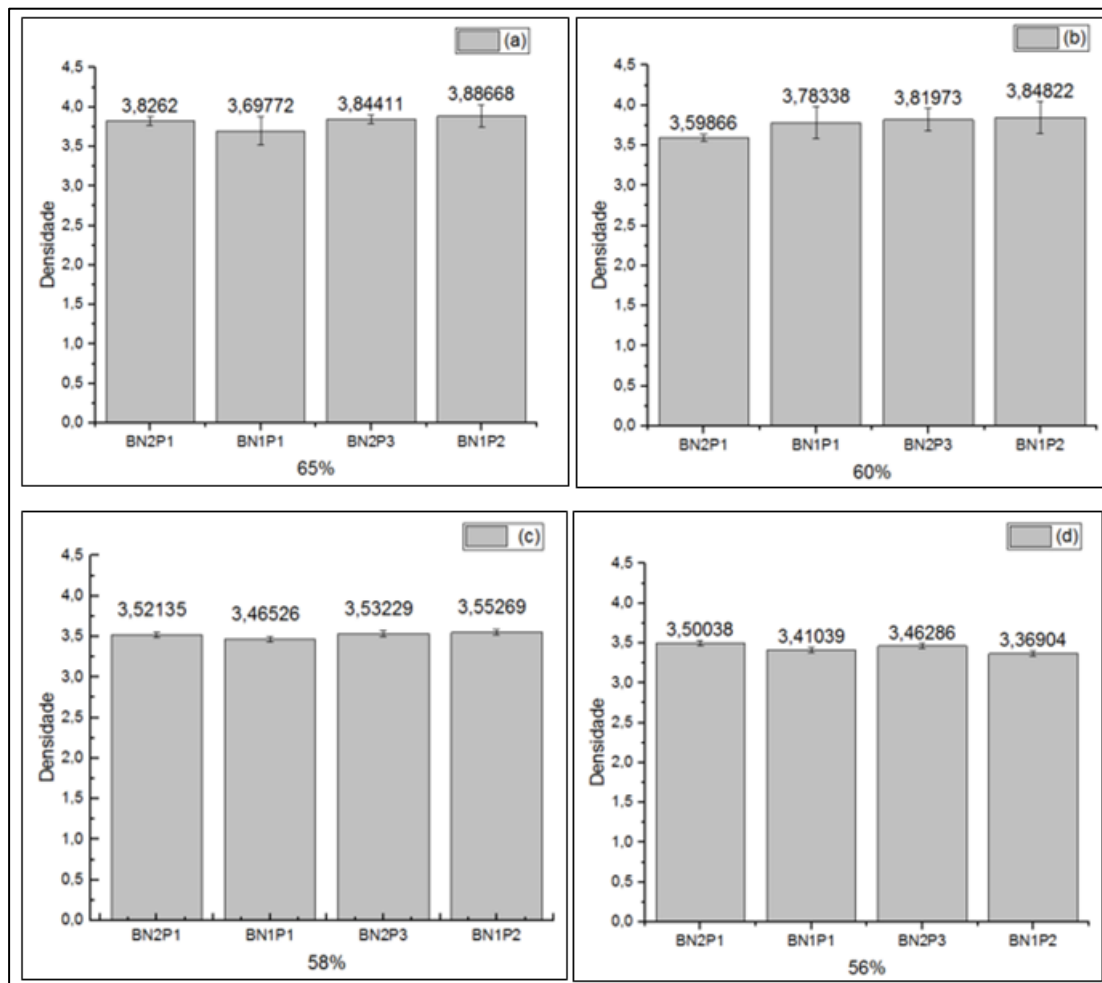 (a)
4,5
4,0
3,5
3,0
2,5
2,0
1,5
1,0
0,5
0,0
Densidade
3,8262 3,69772 3,84411 3,88668
BN2P1 BN1P1 BN2P3 BN1P2
65%
(b)
4,5
4,0
3,5
3,0
2,5
2,0
1,5
1,0
0,5
0,0
Densidade
3,59866 3,78338 3,81973 3,84822
BN2P1 BN1P1 BN2P3 BN1P2
60%
(c)
4,5
4,0
3,5
3,0
2,5
2,0
1,5
1,0
0,5
0,0
Densidade
3,52135 3,46526 3,53229 3,55269
BN2P1 BN1P1 BN2P3 BN1P2
58%
(d)
4,5
4,0
3,5
3,0
2,5
2,0
1,5
1,0
0,5
0,0
Densidade
3,50038 3,41039 3,46286 3,36904
BN2P1 BN1P1 BN2P3 BN1P2
56%